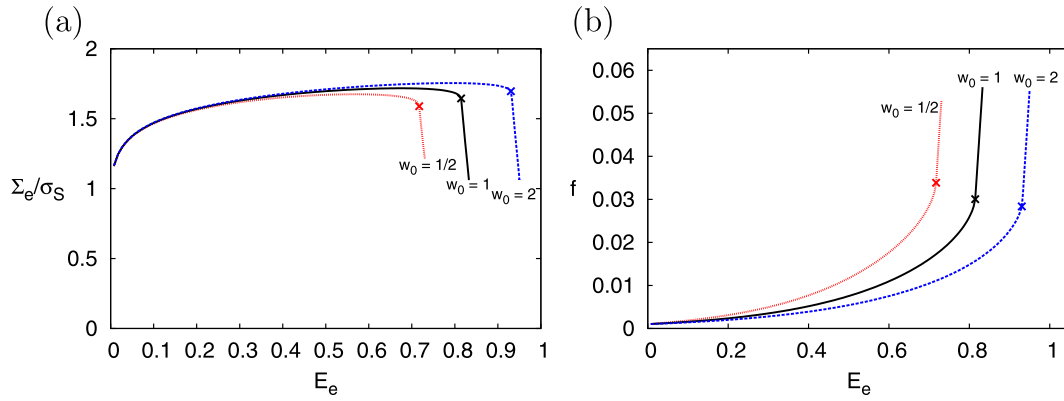 (a)
2
1.5
1
0.5
0
Σe/σS
w0 = 1/2
w0 = 1
w0 = 2
0 0.1 0.2 0.3 0.4 0.5 0.6 0.7 0.8 0.9 1
Ee
(b)
0.06
0.05
0.04
0.03
0.02
0.01
0
f
w0 = 1
w0 = 2
w0 = 1/2
0 0.2 0.4 0.6 0.8 1
Ee